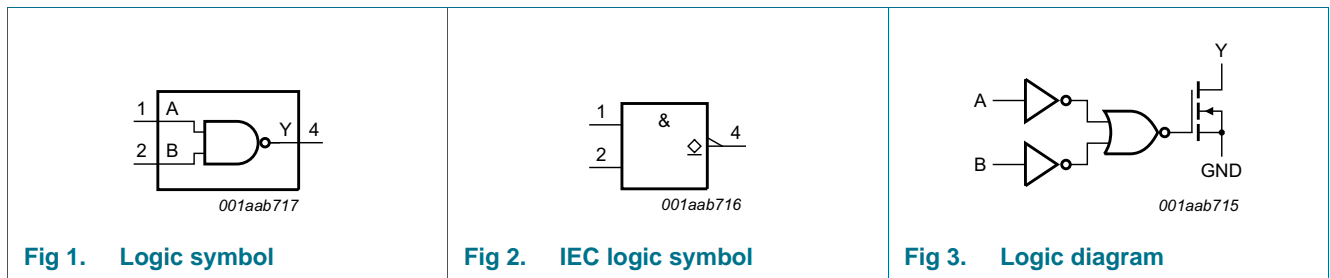 1 A
2 B
Y 4
001aab717
Fig 1. Logic symbol
1
2
&
4
001aab716
Fig 2. IEC logic symbol
A
B
Y
GND
001aab715
Fig 3. Logic diagram